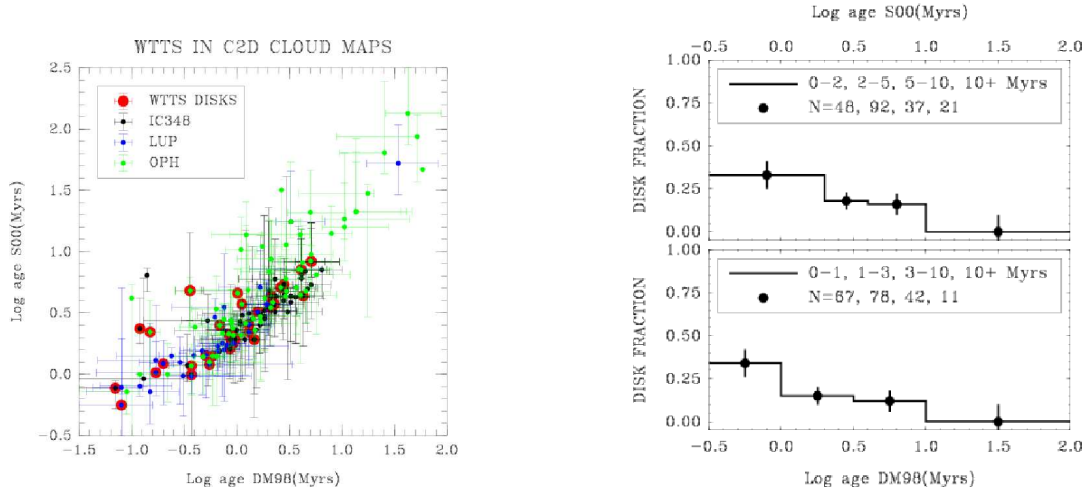 WTTS IN C2D CLOUD MAPS
2.5
2.0
1.5
1.0
0.5
0.0
−0.5
Log age S00(Myrs)
WTTS DISKS
IC348
LUP
OPH
−1.5 −1.0 −0.5 0.0 0.5 1.0 1.5 2.0
Log age DM98(Myrs)
Log age S00(Myrs)
−0.5 0.0 0.5 1.0 1.5 2.0
1.00
0.75
0.50
0.25
0.00
DISK FRACTION
0−2, 2−5, 5−10, 10+ Myrs
N=48, 92, 37, 21
1.00
0.75
0.50
0.25
0.00
DISK FRACTION
0−1, 1−3, 3−10, 10+ Myrs
N=67, 78, 42, 11
−0.5 0.0 0.5 1.0 1.5 2.0
Log age DM98(Myrs)